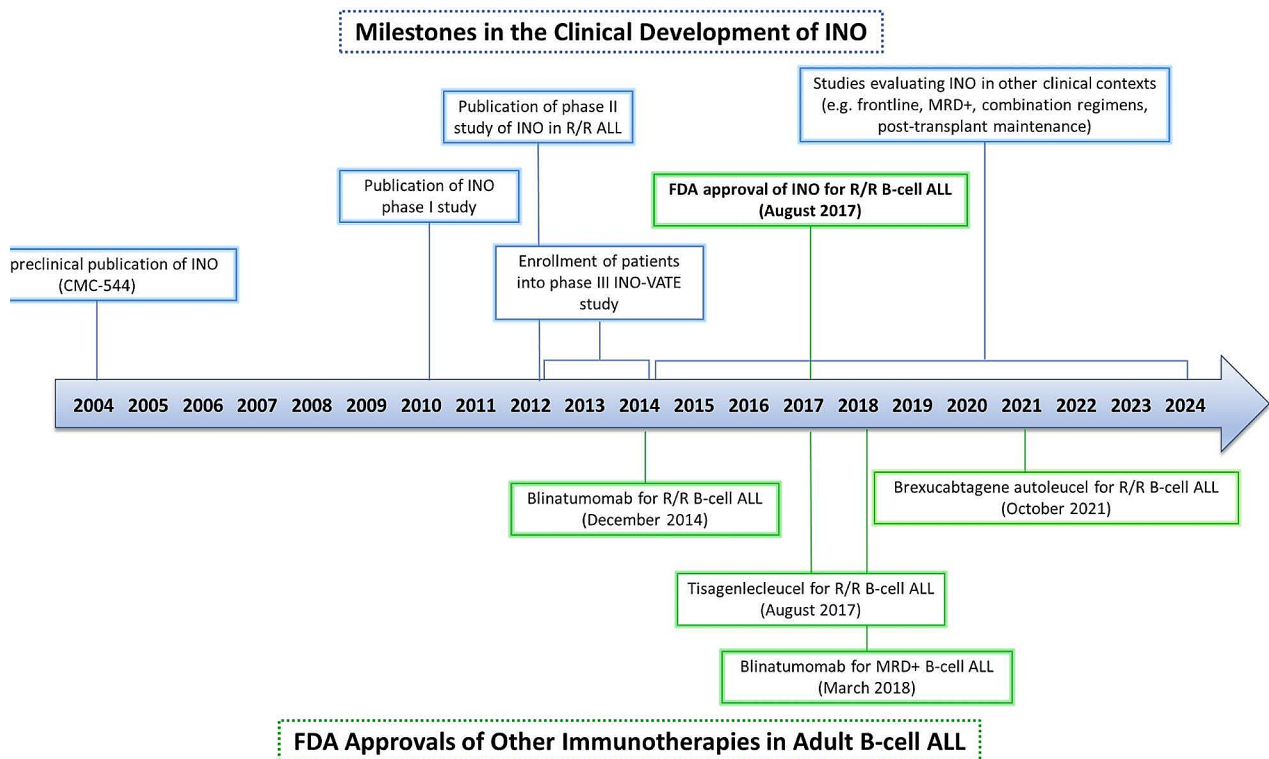 Milestones in the Clinical Development of INO
Studies evaluating INO in other clinical contexts
(e.g. frontline, MRD+, combination regimens,
post-transplant maintenance)
Publication of phase II
study of INO in R/R ALL
Publication of INO
phase I study
FDA approval of INO for R/R B-cell ALL
(August 2017)
preclinical publication of INO
(CMC-544)
Enrollment of patients
into phase III INO-VATE
study
2004 2005 2006 2007 2008 2009 2010 2011 2012 2013 2014 2015 2016 2017 2018 2019 2020 2021 2022 2023 2024
Blinatumomab for R/R B-cell ALL
(December 2014)
Brexucabtagene autoleucel for R/R B-cell ALL
(October 2021)
Tisagenlecleucel for R/R B-cell ALL
(August 2017)
Blinatumomab for MRD+ B-cell ALL
(March 2018)
FDA Approvals of Other Immunotherapies in Adult B-cell ALL